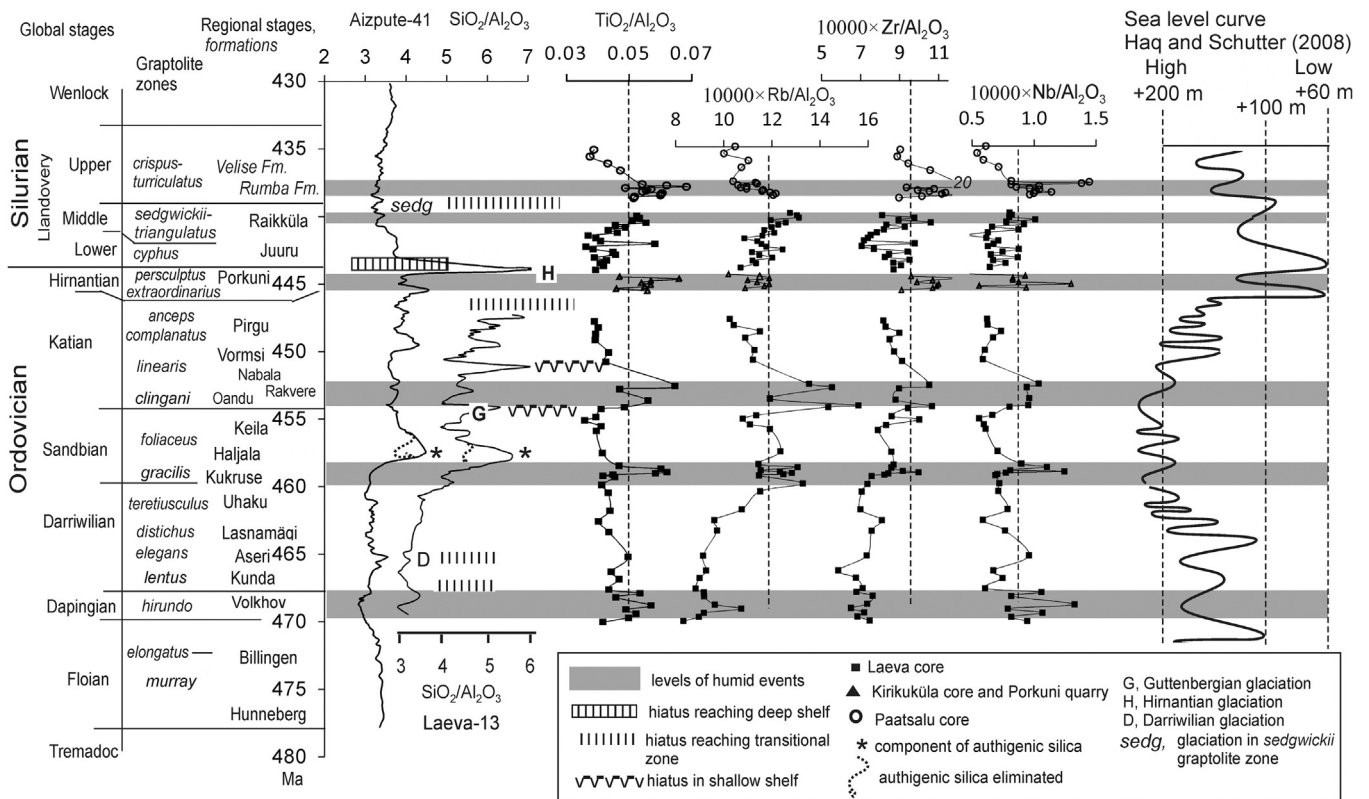 Global stages
Regional stages,
formations
Graptolite
zones
Aizpute-41
SiO2/Al2O3
TiO2/Al2O3
10000×Zr/Al2O3
Sea level curve
Haq and Schutter (2008)
High Low
+200 m +60 m
+100 m
2 3 4 5 6 7
0.03 0.05 0.07
5 7 9 11
10000×Rb/Al2O3
8 10 12 14 16
10000×Nb/Al2O3
0.5 1.0 1.5
430
435
445
450
455
460
465
470
475
480
Ma
Silurian
Llandovery
Ordovician
Wenlock
Upper
crispus-
turriculatus
Velise Fm.
Rumba Fm.
20
Middle
sedgwickii-
triangulatus
Raikküla
sedg
Lower
cyphus
Juuru
Hirnantian
persculptus
extraordinarius
Porkuni
H
Katian
anceps
complanatus
Pirgu
linearis
Vormsi
Nabala
Rakvere
clingani
Oandu
G
Sandbian
foliaceus
Keila
Haljala
* *
gracilis
Kukruse
Darriwilian
teretiusculus
Uhaku
distichus
Lasnamägi
elegans
Aseri
D
lentus
Kunda
Dapingian
hirundo
Volkhov
Floian
elongatus
murray
Billingen
Hunneberg
Tremadoc
3 4 5 6
SiO2/Al2O3
Laeva-13
levels of humid events
hiatus reaching deep shelf
hiatus reaching transitional
zone
hiatus in shallow shelf
Laeva core
Kirikuküla core and Porkuni quarry
Paatsalu core
* component of authigenic silica
authigenic silica eliminated
G, Guttenbergian glaciation
H, Hirnantian glaciation
D, Darriwilian glaciation
sedg, glaciation in sedgwickii
graptolite zone